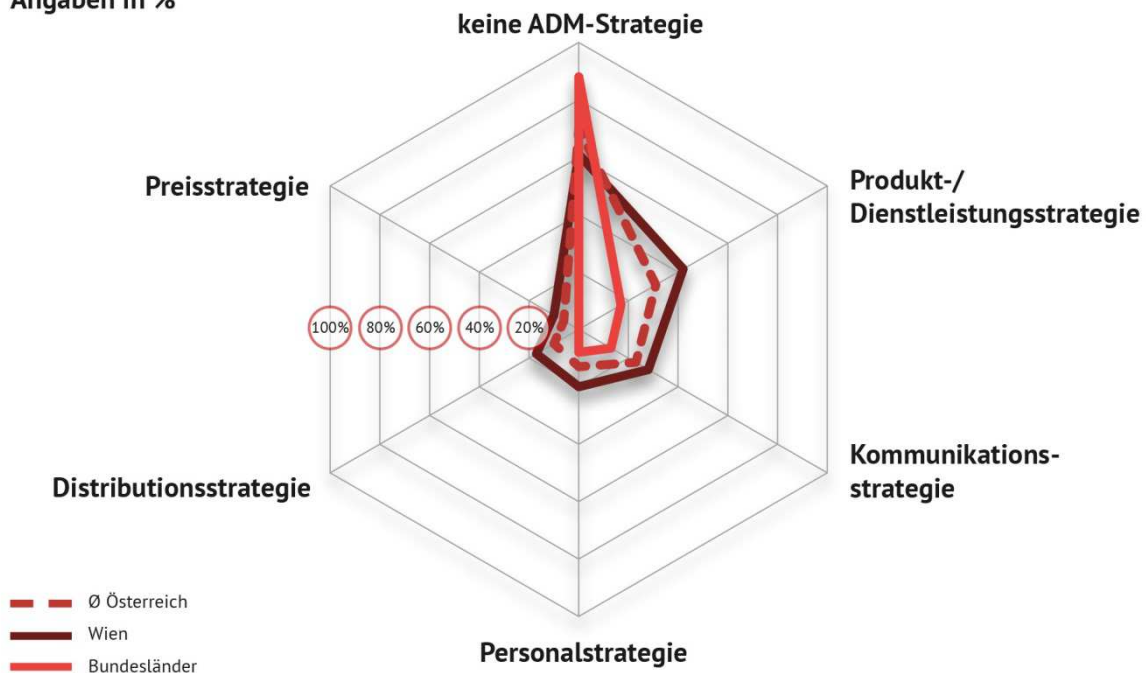 Angaben in %
keine ADM-Strategie
Preisstrategie
Produkt-/
Dienstleistungsstrategie
100% 80% 60% 40% 20%
Kommunikations-
strategie
Distributionsstrategie
Personalstrategie
Ø Österreich
Wien
Bundesländer